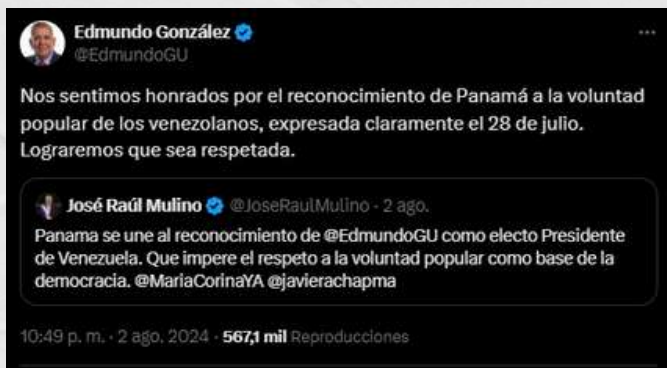 Edmundo González
@EdmundoGU
Nos sentimos honrados por el reconocimiento de Panamá a la voluntad
popular de los venezolanos, expresada claramente el 28 de julio.
Lograremos que sea respetada.
José Raúl Mulino @JoseRaulMulino · 2 ago.
Panama se une al reconocimiento de @EdmundoGU como electo Presidente
de Venezuela. Que impere el respeto a la voluntad popular como base de la
democracia. @MariaCorinaYA @javierachapma
10:49 p. m. · 2 ago. 2024 · 567,1 mil Reproducciones